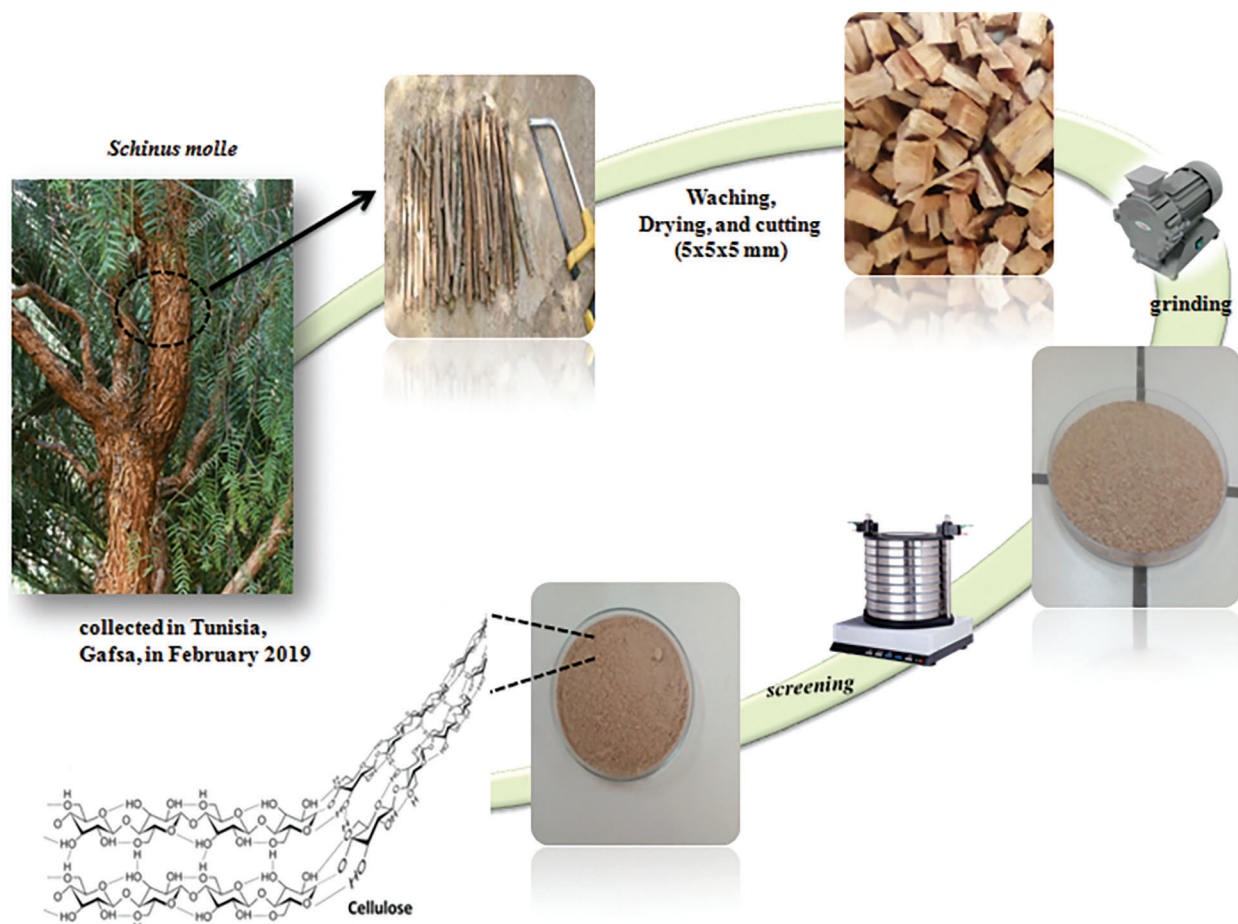 Schinus molle
collected in Tunisia,
Gafsa, in February 2019
Waching,
Drying, and cutting
(5x5x5 mm)
grinding
screening
Cellulose